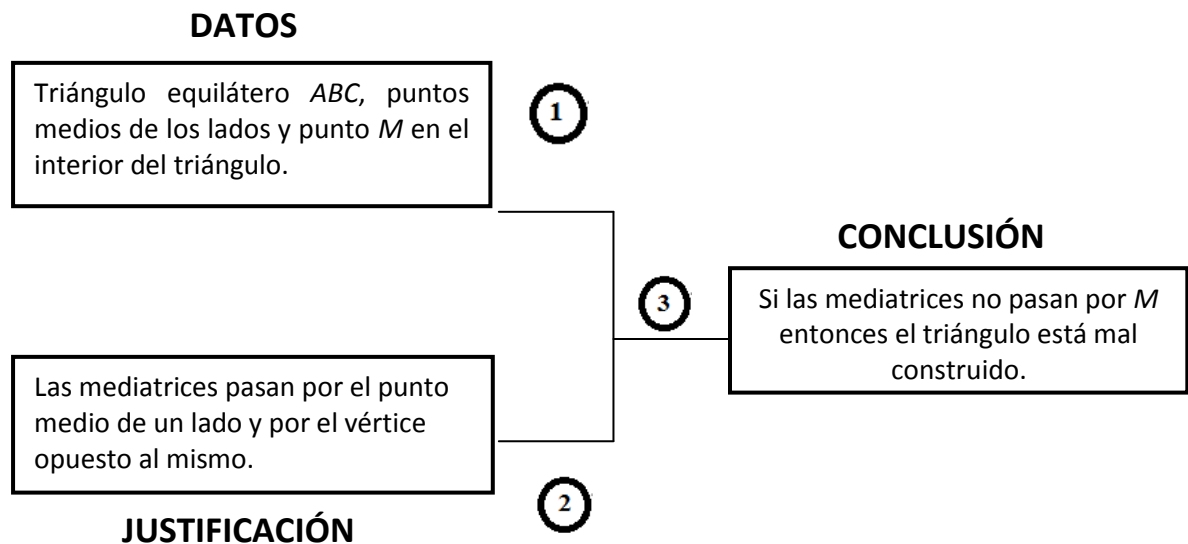 DATOS
Triángulo equilátero ABC, puntos
medios de los lados y punto M en el
interior del triángulo.
1
CONCLUSIÓN
3
Si las mediatrices no pasan por M
entonces el triángulo está mal
construido.
Las mediatrices pasan por el punto
medio de un lado y por el vértice
opuesto al mismo.
2
JUSTIFICACIÓN